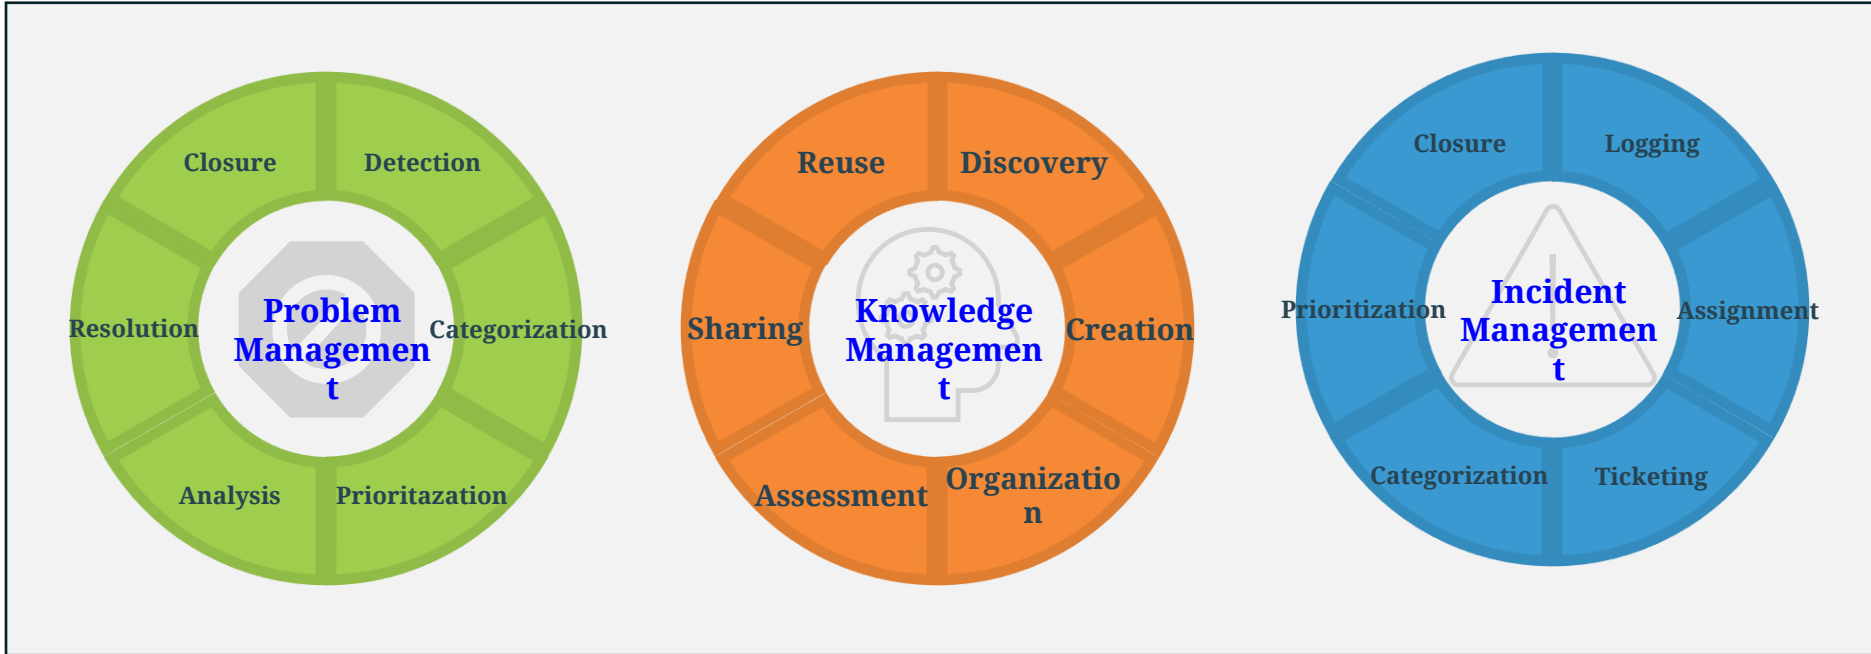 Closure
Detection
Resolution
Problem
Managemen
t
Categorization
Analysis
Prioritazation
Reuse
Discovery
Sharing
Knowledge
Managemen
t
Creation
Assessment
Organizatio
n
Closure
Logging
Prioritization
Incident
Managemen
t
Assignment
Categorization
Ticketing